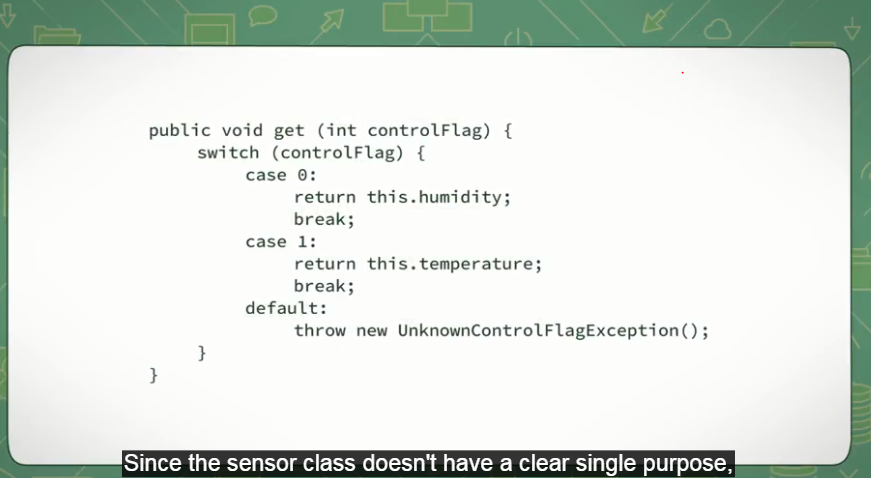 public void get (int controlFlag) {
switch (controlFlag) {
case 0:
return this.humidity;
break;
case 1:
return this.temperature;
break;
default:
throw new UnknownControlFlagException();
}
}
Since the sensor class doesn't have a clear single purpose,